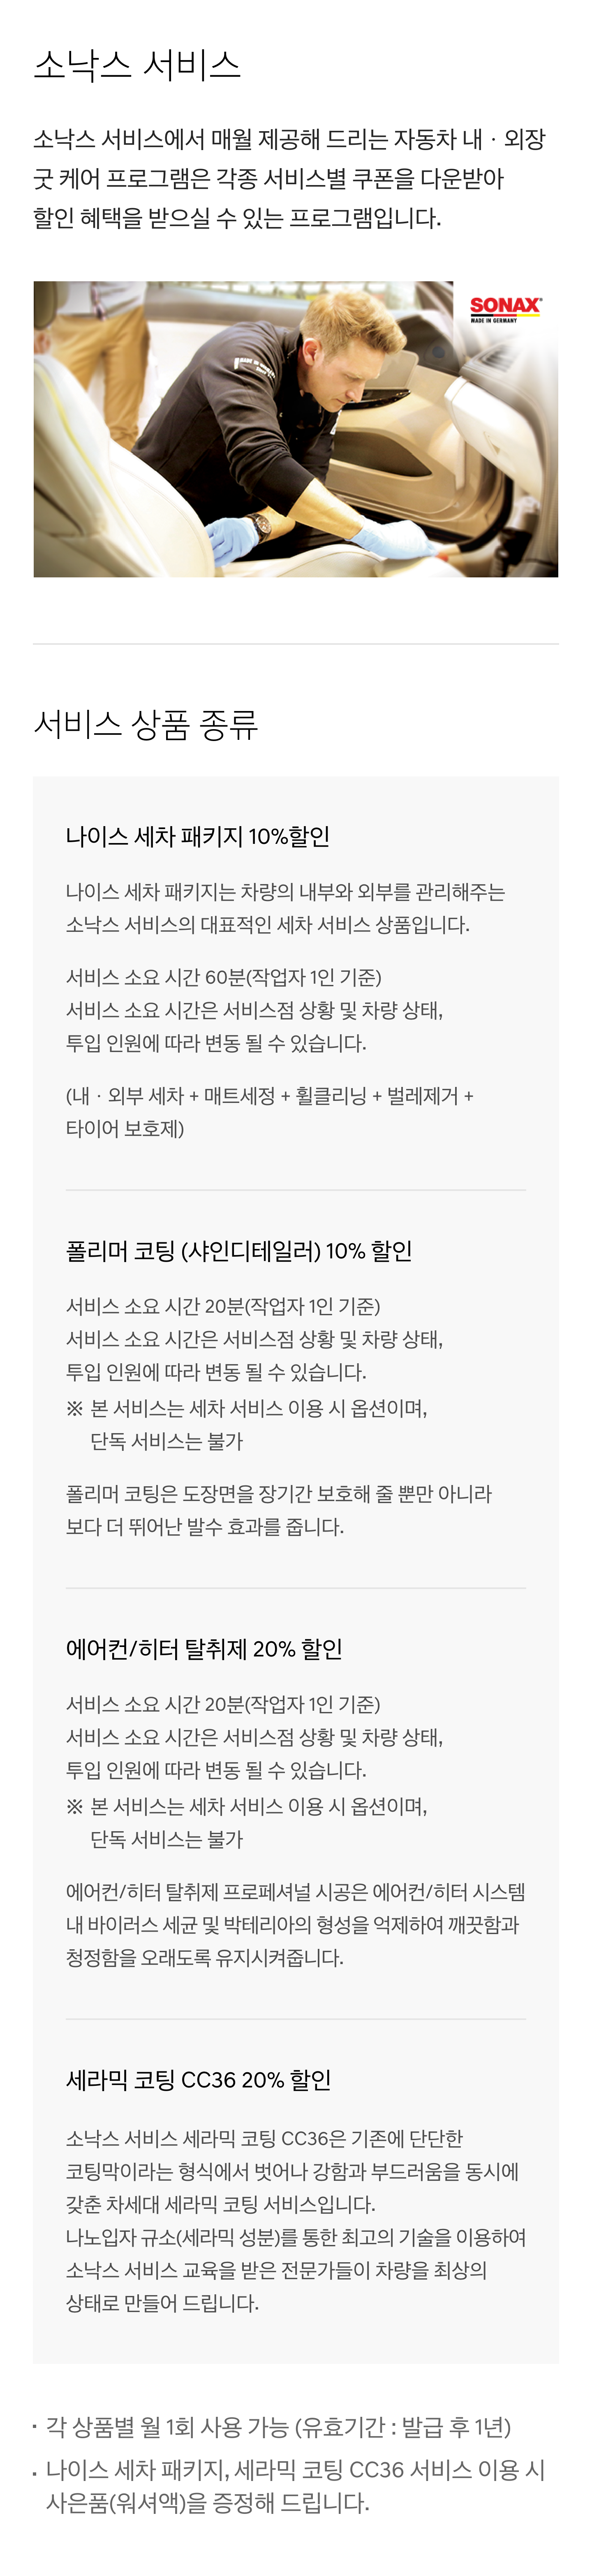 소낙스 서비스
소낙스 서비스에서 매월 제공해 드리는 자동차 내 · 외장
굿 케어 프로그램은 각종 서비스별 쿠폰을 다운받아
할인 혜택을 받으실 수 있는 프로그램입니다.
SONAX
MADE IN GERMANY
서비스 상품 종류
나이스 세차 패키지 10%할인
나이스 세차 패키지는 차량의 내부와 외부를 관리해주는
소낙스 서비스의 대표적인 세차 서비스 상품입니다.
서비스 소요 시간 60분(작업자 1인 기준)
서비스 소요 시간은 서비스점 상황 및 차량 상태,
투입 인원에 따라 변동 될 수 있습니다.
(내 · 외부 세차 + 매트세정 + 휠클리닝 + 벌레제거 +
타이어 보호제)
폴리머 코팅 (샤인디테일러) 10% 할인
서비스 소요 시간 20분(작업자 1인 기준)
서비스 소요 시간은 서비스점 상황 및 차량 상태,
투입 인원에 따라 변동 될 수 있습니다.
※ 본 서비스는 세차 서비스 이용 시 옵션이며,
단독 서비스는 불가
폴리머 코팅은 도장면을 장기간 보호해 줄 뿐만 아니라
보다 더 뛰어난 발수 효과를 줍니다.
에어컨/히터 탈취제 20% 할인
서비스 소요 시간 20분(작업자 1인 기준)
서비스 소요 시간은 서비스점 상황 및 차량 상태,
투입 인원에 따라 변동 될 수 있습니다.
※ 본 서비스는 세차 서비스 이용 시 옵션이며,
단독 서비스는 불가
에어컨/히터 탈취제 프로페셔널 시공은 에어컨/히터 시스템
내 바이러스 세균 및 박테리아의 형성을 억제하여 깨끗함과
청정함을 오래도록 유지시켜줍니다.
세라믹 코팅 CC36 20% 할인
소낙스 서비스 세라믹 코팅 CC36은 기존에 단단한
코팅막이라는 형식에서 벗어나 강함과 부드러움을 동시에
갖춘 차세대 세라믹 코팅 서비스입니다.
나노입자 규소(세라믹 성분)를 통한 최고의 기술을 이용하여
소낙스 서비스 교육을 받은 전문가들이 차량을 최상의
상태로 만들어 드립니다.
· 각 상품별 월 1회 사용 가능 (유효기간 : 발급 후 1년)
· 나이스 세차 패키지, 세라믹 코팅 CC36 서비스 이용 시
사은품(워셔액)을 증정해 드립니다.